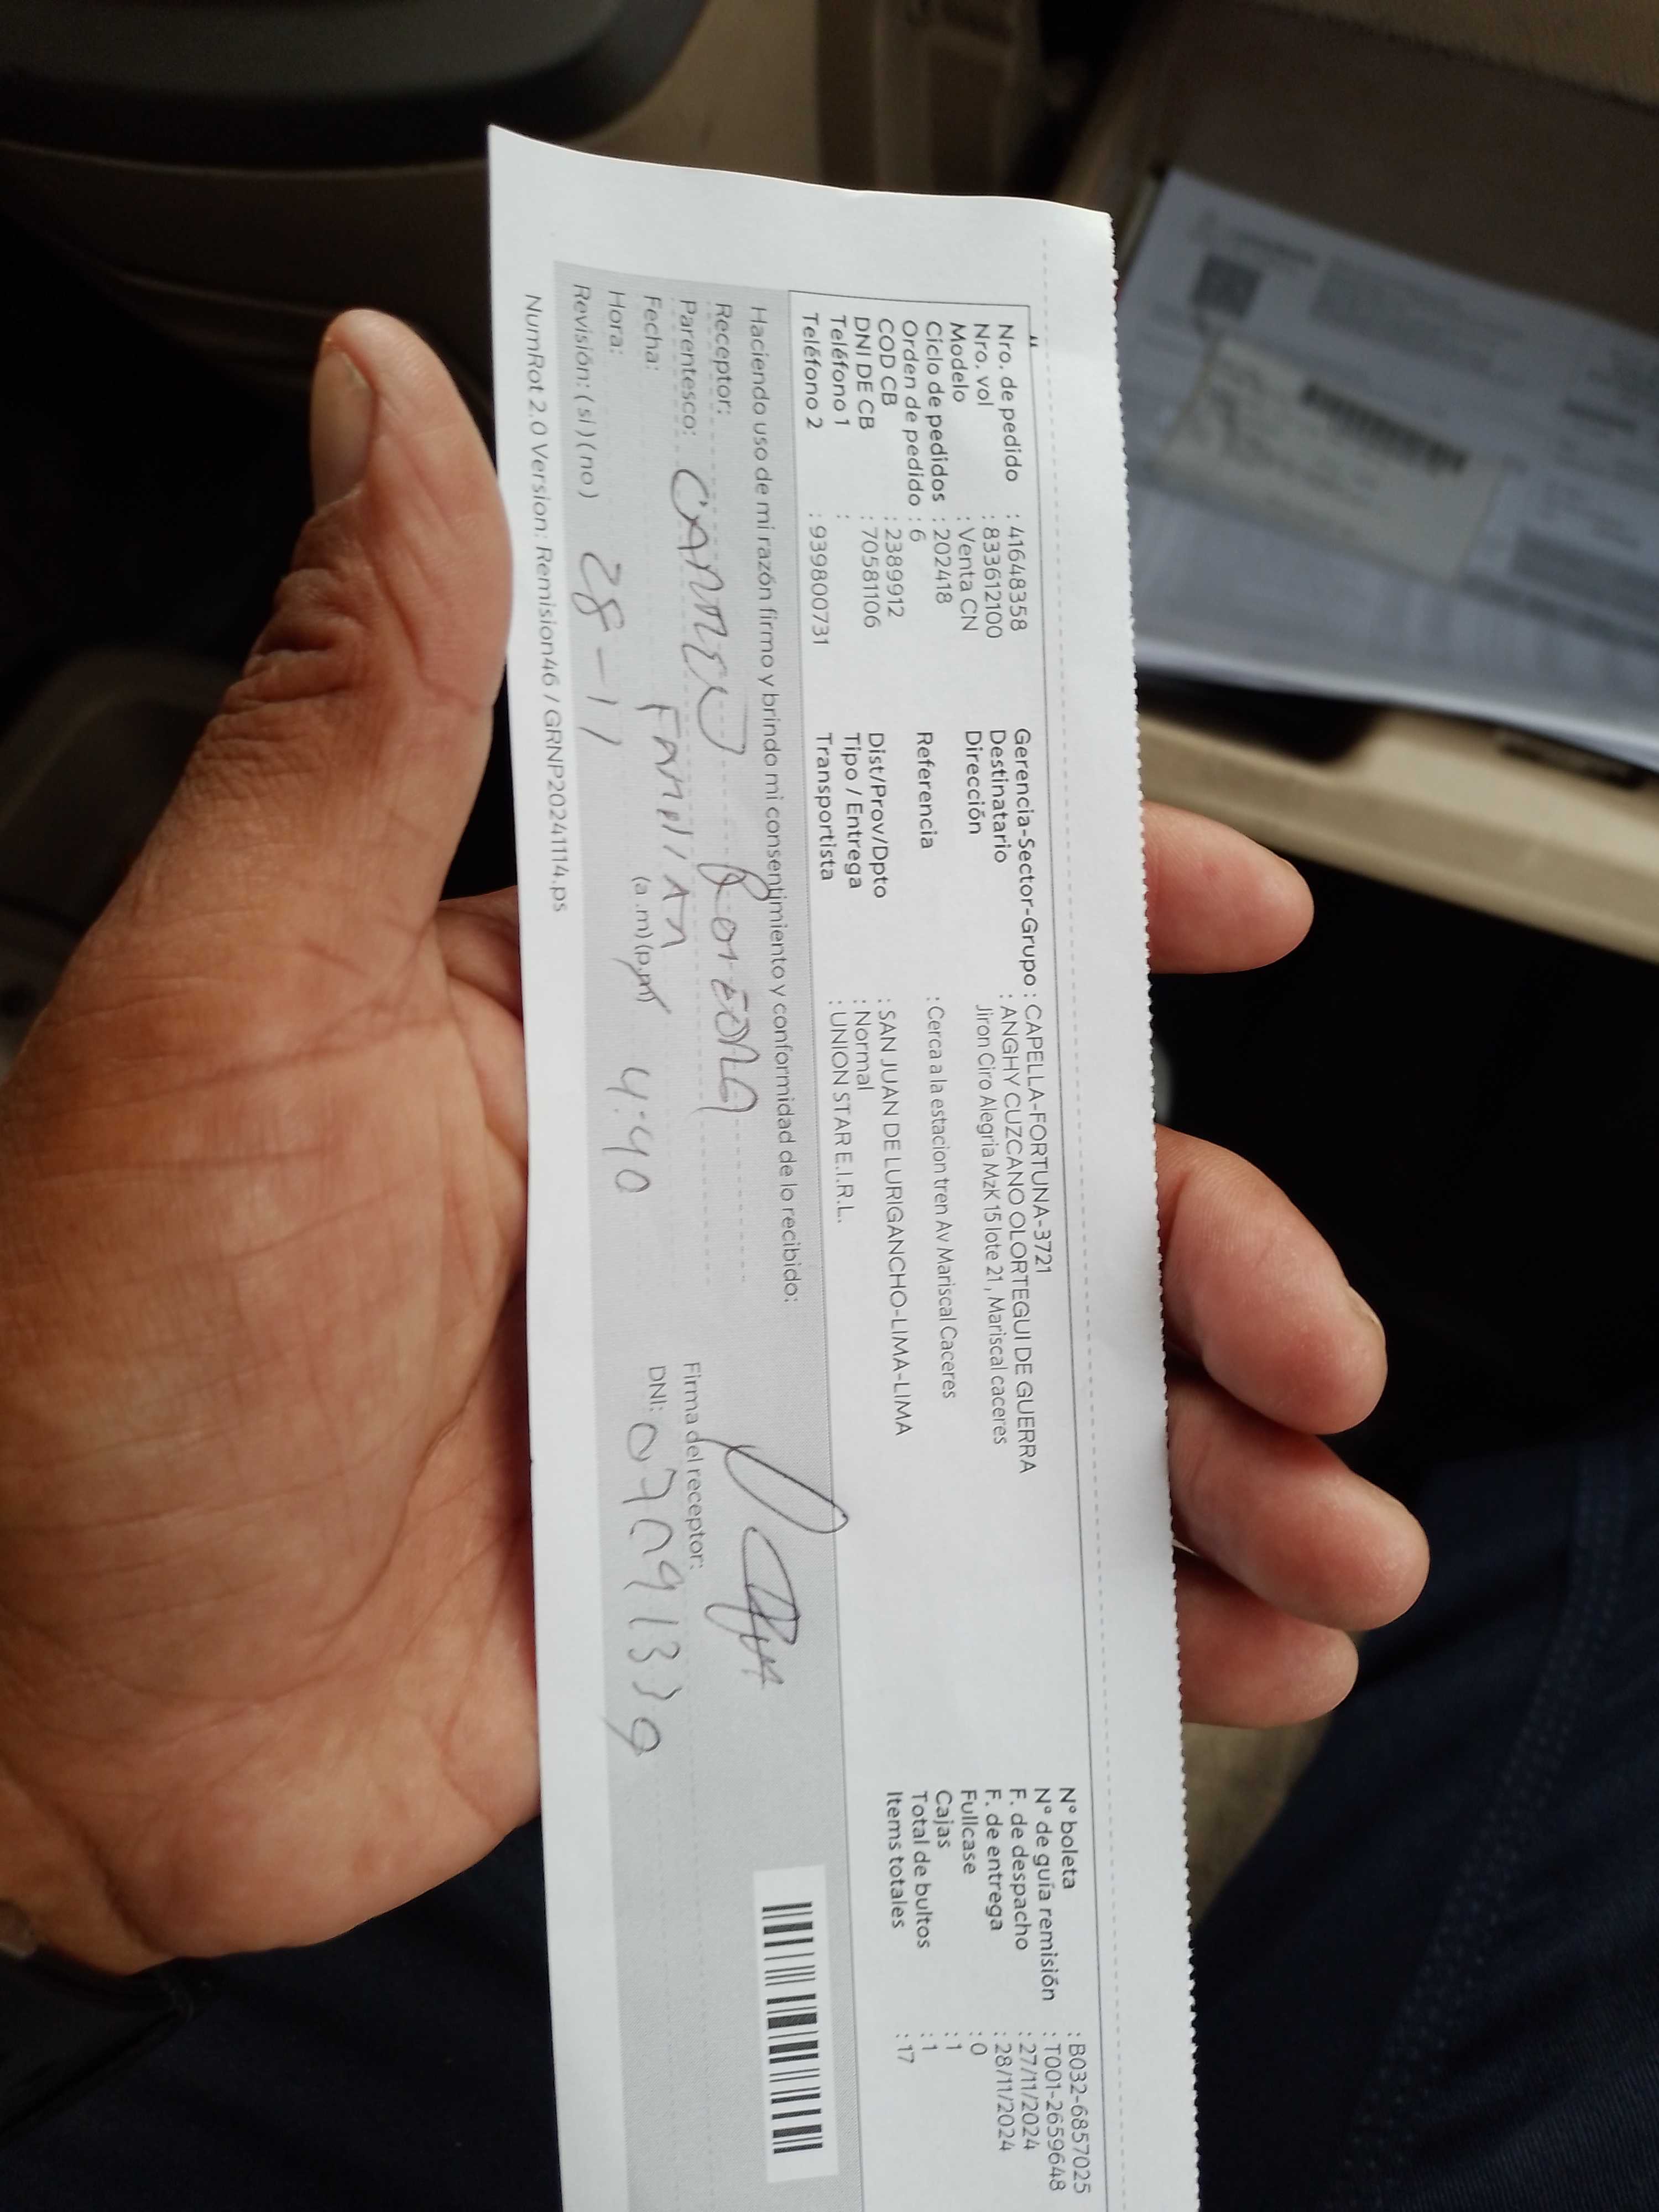 Nro. de pedido : 41648358
Nro. vol : 833612100
Modelo : Venta CN
Ciclo de pedidos : 202418
Orden de pedido : 6
COD CB : 2389912
DNI DE CB : 70581106
Teléfono 1 :
Teléfono 2 : 939800731
Gerencia-Sector-Grupo : CAPELLA-FORTUNA-3721
Destinatario : ANGHY CUZCANO OLORTEGUI DE GUERRA
Dirección Jiron Ciro Alegria MzK 15 lote 21 , Mariscal caceres
Referencia : Cerca a la estacion tren Av Mariscal Caceres
Dist/Prov/Dpto : SAN JUAN DE LURIGANCHO-LIMA-LIMA
Tipo / Entrega : Normal
Transportista : UNION STAR E.I.R.L.
N° boleta : B032-6857025
N° de guía remisión : T001-2659648
F. de despacho : 27/11/2024
F. de entrega : 28/11/2024
Fullcase : 0
Cajas : 1
Total de bultos : 1
Items totales : 17
Haciendo uso de mi razón firmo y brindo mi consentimiento y conformidad de lo recibido:
Receptor: CARMEN
Parentesco: FAMILIAR
Fecha: 28-11
Hora: (a.m) (p.m) 4:40
Revisión: (si) (no)
Firma del receptor:
DNI:
NumRot 2.0 Version: Remision46 / GRNP20241114.ps